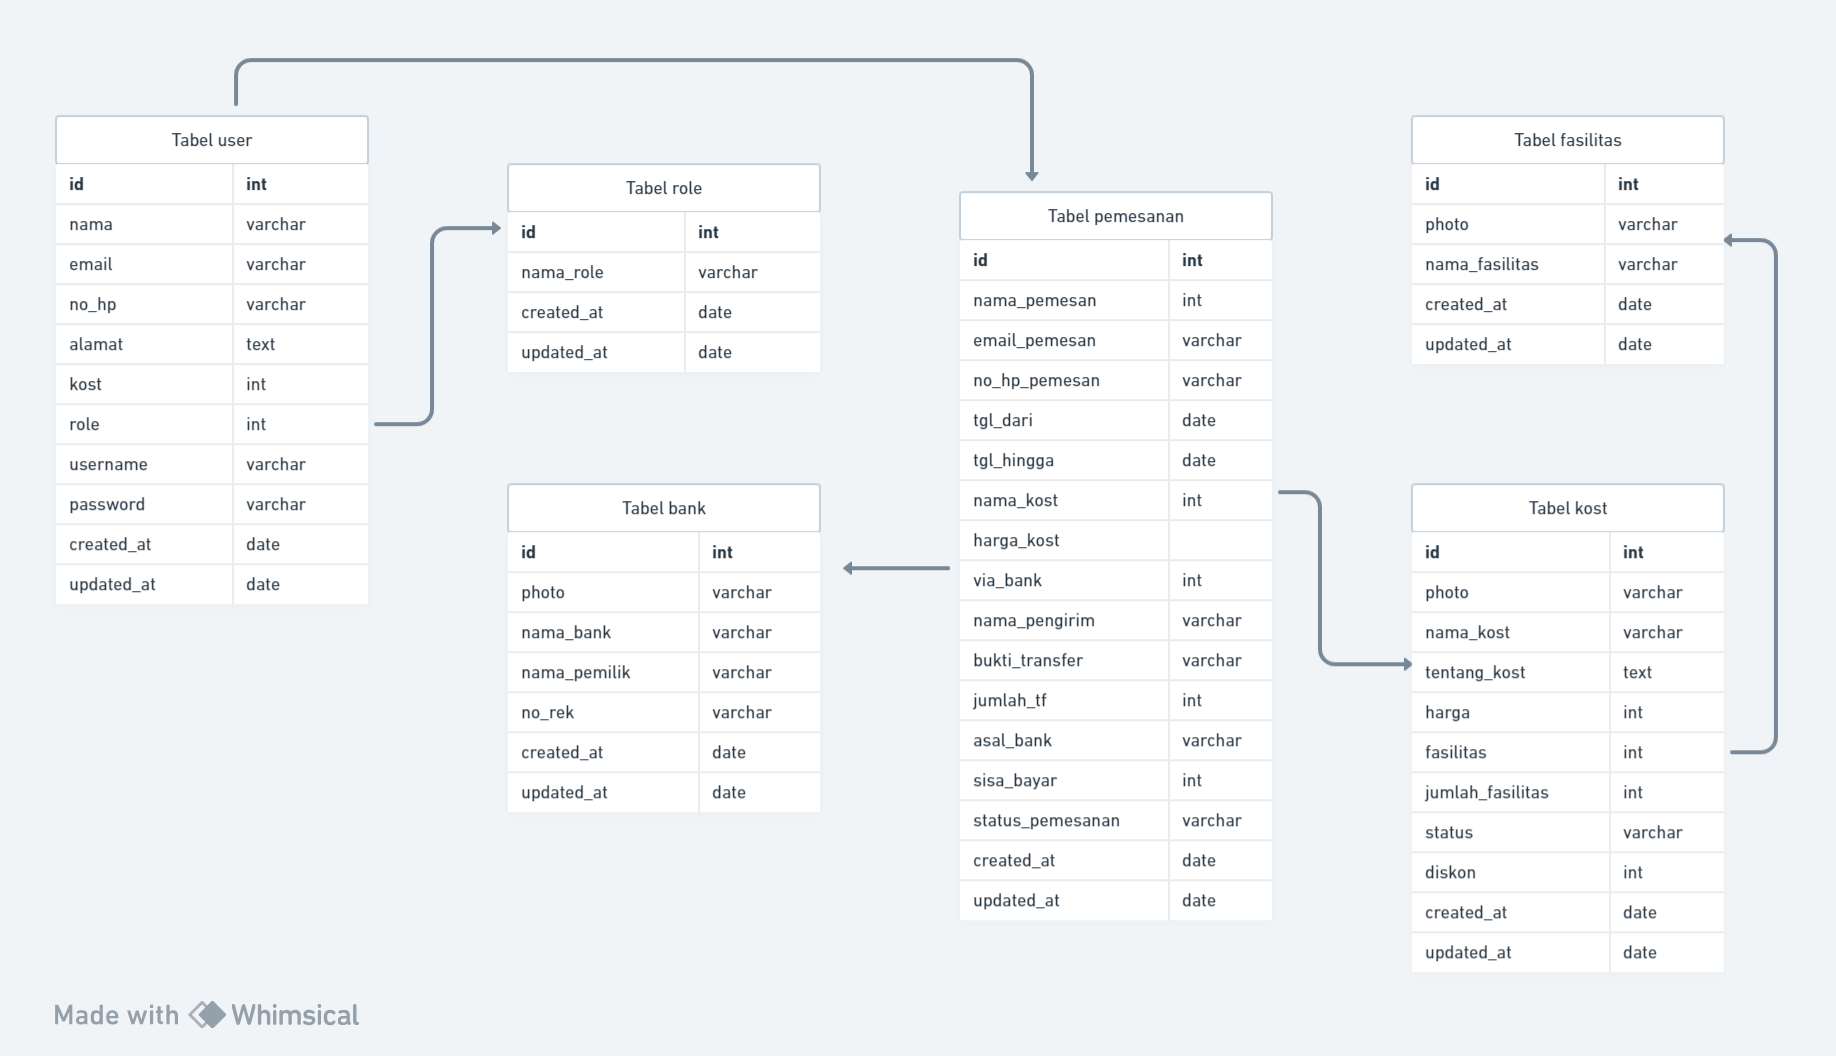 Tabel user
id int
nama varchar
email varchar
no_hp varchar
alamat text
kost int
role int
username varchar
password varchar
created_at date
updated_at date
Tabel role
id int
nama_role varchar
created_at date
updated_at date
Tabel bank
id int
photo varchar
nama_bank varchar
nama_pemilik varchar
no_rek varchar
created_at date
updated_at date
Tabel pemesanan
id int
nama_pemesan int
email_pemesan varchar
no_hp_pemesan varchar
tgl_dari date
tgl_hingga date
nama_kost int
harga_kost
via_bank int
nama_pengirim varchar
bukti_transfer varchar
jumlah_tf int
asal_bank varchar
sisa_bayar int
status_pemesanan varchar
created_at date
updated_at date
Tabel fasilitas
id int
photo varchar
nama_fasilitas varchar
created_at date
updated_at date
Tabel kost
id int
photo varchar
nama_kost varchar
tentang_kost text
harga int
fasilitas int
jumlah_fasilitas int
status varchar
diskon int
created_at date
updated_at date
Made with Whimsical